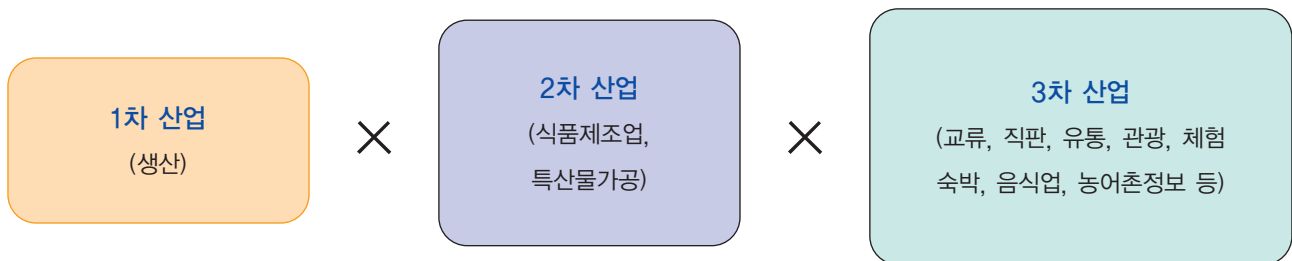 1차 산업
(생산)
×
2차 산업
(식품제조업,
특산물가공)
×
3차 산업
(교류, 직판, 유통, 관광, 체험
숙박, 음식업, 농어촌정보 등)